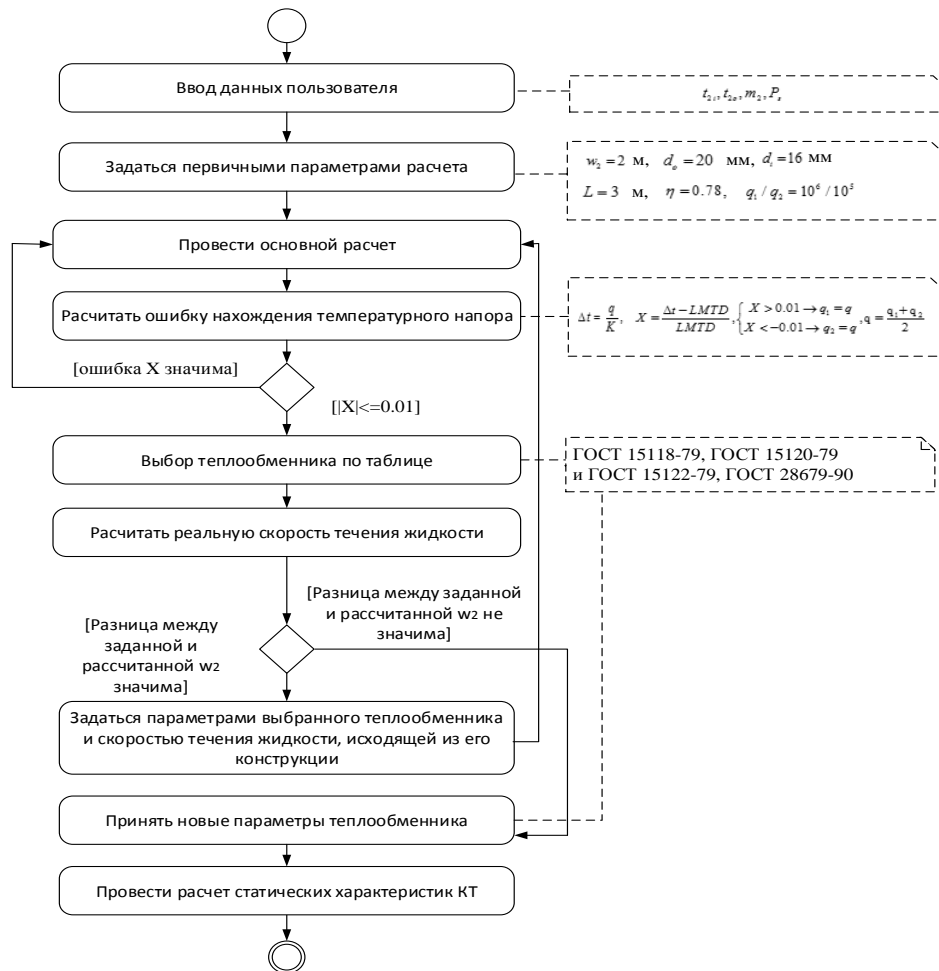 Ввод данных пользователя
t₂ᵢ, t₂ₒ, m₂, Pₛ
Задаться первичными параметрами расчета
w₂ = 2 м, dₒ = 20 мм, dᵢ = 16 мм
L = 3 м, η = 0.78, q₁ / q₂ = 10⁶ / 10⁵
Провести основной расчет
Расчитать ошибку нахождения температурного напора
Δt = q/K, X = (Δt − LMTD)/LMTD, { X > 0.01 → q₁ = q
X < −0.01 → q₂ = q , q = (q₁ + q₂)/2
[ошибка X значима]
[|X|<=0.01]
Выбор теплообменника по таблице
ГОСТ 15118-79, ГОСТ 15120-79
и ГОСТ 15122-79, ГОСТ 28679-90
Расчитать реальную скорость течения жидкости
[Разница между заданной
и рассчитанной w2 не
значима]
[Разница между
заданной и
рассчитанной w2
значима]
Задаться параметрами выбранного теплообменника
и скоростью течения жидкости, исходящей из его
конструкции
Принять новые параметры теплообменника
Провести расчет статических характеристик КТ